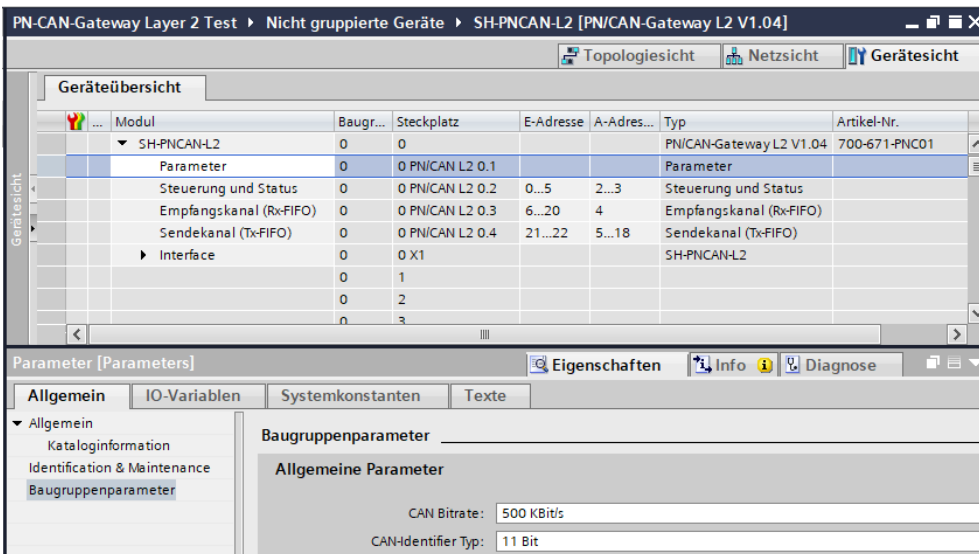 PN-CAN-Gateway Layer 2 Test ▸ Nicht gruppierte Geräte ▸ SH-PNCAN-L2 [PN/CAN-Gateway L2 V1.04]
Topologiesicht Netzsicht Gerätesicht
Geräteübersicht
Gerätesicht
... Modul Baugr... Steckplatz E-Adresse A-Adres... Typ Artikel-Nr.
SH-PNCAN-L2 0 0 PN/CAN-Gateway L2 V1.04 700-671-PNC01
Parameter 0 0 PN/CAN L2 0.1 Parameter
Steuerung und Status 0 0 PN/CAN L2 0.2 0...5 2...3 Steuerung und Status
Empfangskanal (Rx-FIFO) 0 0 PN/CAN L2 0.3 6...20 4 Empfangskanal (Rx-FIFO)
Sendekanal (Tx-FIFO) 0 0 PN/CAN L2 0.4 21...22 5...18 Sendekanal (Tx-FIFO)
Interface 0 0 X1 SH-PNCAN-L2
0 1
0 2
0 3
Parameter [Parameters] Eigenschaften Info Diagnose
Allgemein IO-Variablen Systemkonstanten Texte
Allgemein
Kataloginformation
Identification & Maintenance
Baugruppenparameter
Baugruppenparameter
Allgemeine Parameter
CAN Bitrate: 500 KBit/s
CAN-Identifier Typ: 11 Bit